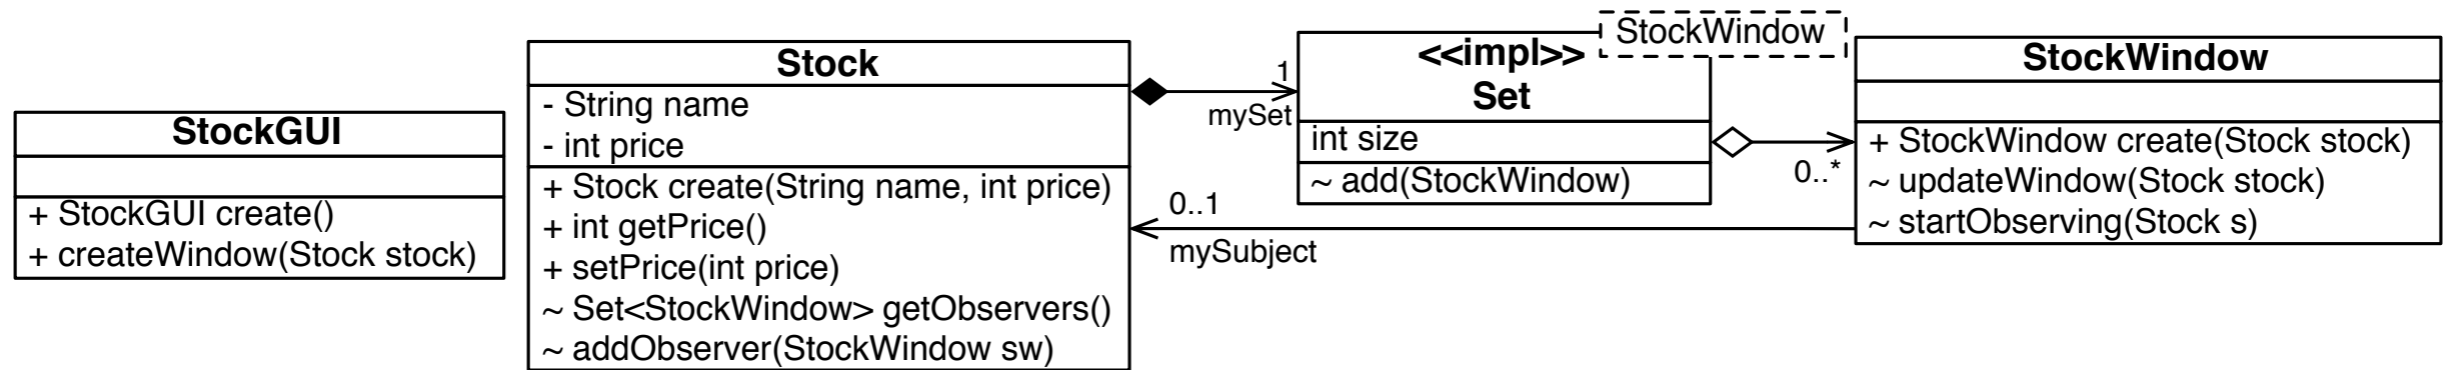 StockGUI
+ StockGUI create()
+ createWindow(Stock stock)
Stock
- String name
- int price
+ Stock create(String name, int price)
+ int getPrice()
+ setPrice(int price)
~ Set<StockWindow> getObservers()
~ addObserver(StockWindow sw)
1
mySet
StockWindow
<<impl>>
Set
int size
~ add(StockWindow)
0..*
0..1
mySubject
StockWindow
+ StockWindow create(Stock stock)
~ updateWindow(Stock stock)
~ startObserving(Stock s)